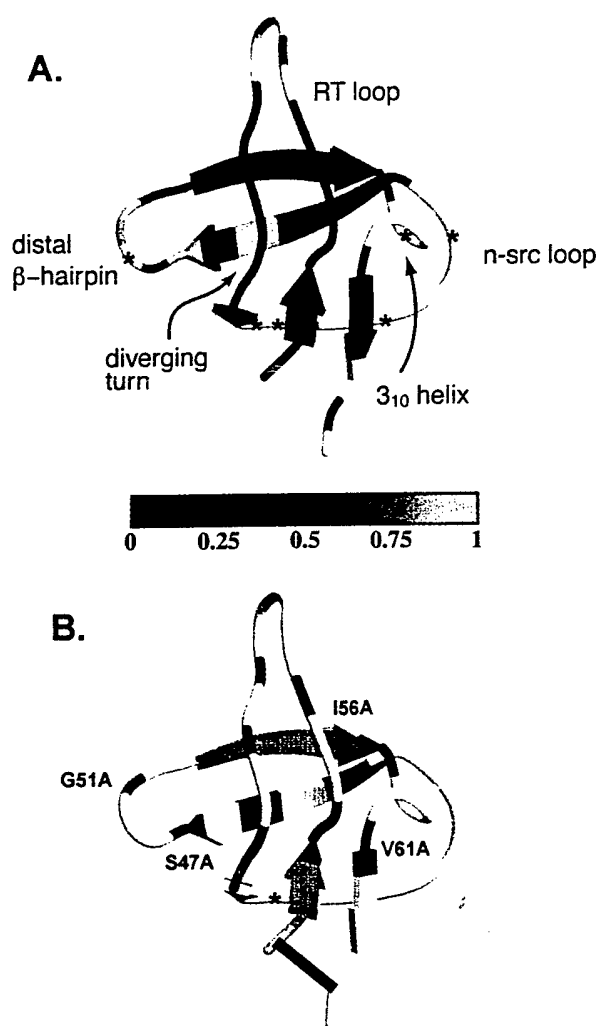 A.
RT loop
distal
β–hairpin
n-src loop
diverging
turn
3₁₀ helix
0 0.25 0.5 0.75 1
B.
I56A
G51A
S47A
V61A